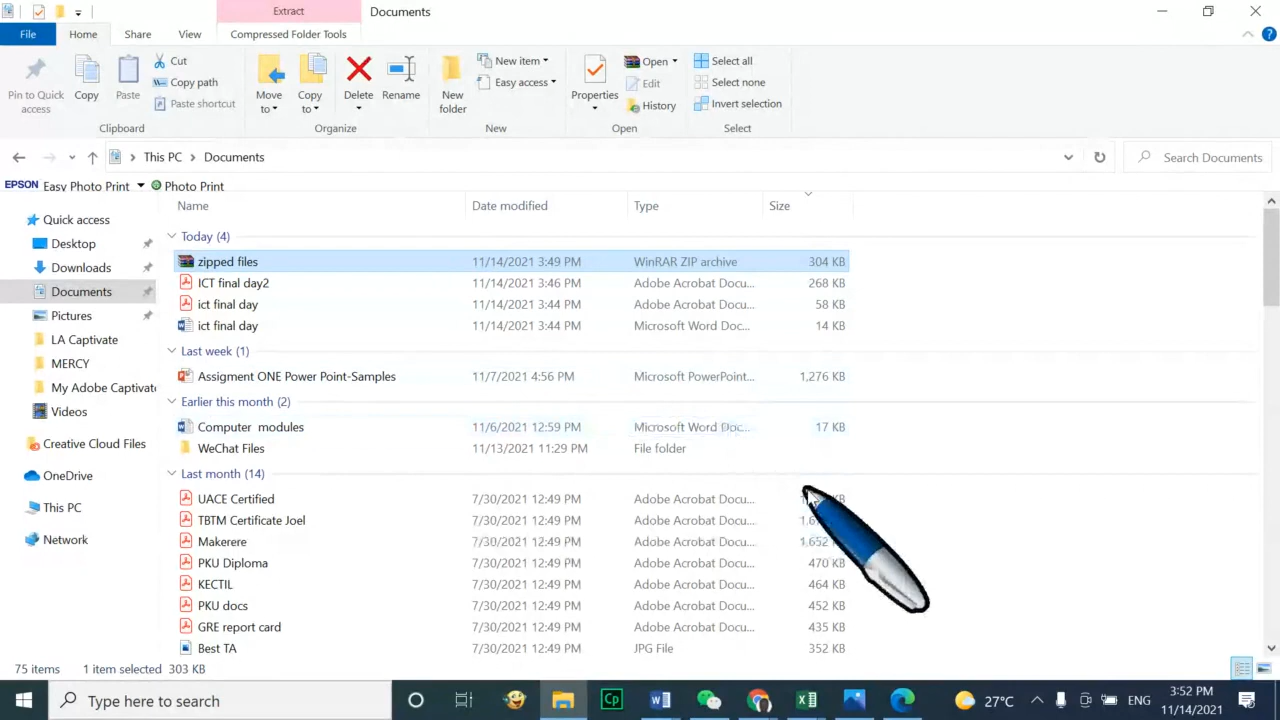 Extract
Documents
File
Home
Share
View
Compressed Folder Tools
Pin to Quick access
Copy
Paste
Cut
Copy path
Paste shortcut
Clipboard
Move to
Copy to
Delete
Rename
Organize
New folder
New item
Easy access
New
Properties
Open
Edit
History
Open
Select all
Select none
Invert selection
Select
This PC > Documents
Search Documents
EPSON Easy Photo Print Photo Print
Name Date modified Type Size
Quick access
Desktop
Downloads
Documents
Pictures
LA Captivate
MERCY
My Adobe Captivate
Videos
Creative Cloud Files
OneDrive
This PC
Network
Today (4)
zipped files 11/14/2021 3:49 PM WinRAR ZIP archive 304 KB
ICT final day2 11/14/2021 3:46 PM Adobe Acrobat Docu... 268 KB
ict final day 11/14/2021 3:44 PM Adobe Acrobat Docu... 58 KB
ict final day 11/14/2021 3:44 PM Microsoft Word Doc... 14 KB
Last week (1)
Assigment ONE Power Point-Samples 11/7/2021 4:56 PM Microsoft PowerPoint... 1,276 KB
Earlier this month (2)
Computer modules 11/6/2021 12:59 PM Microsoft Word Doc... 17 KB
WeChat Files 11/13/2021 11:29 PM File folder
Last month (14)
UACE Certified 7/30/2021 12:49 PM Adobe Acrobat Docu... KB
TBTM Certificate Joel 7/30/2021 12:49 PM Adobe Acrobat Docu... KB
Makerere 7/30/2021 12:49 PM Adobe Acrobat Docu... 1,652 KB
PKU Diploma 7/30/2021 12:49 PM Adobe Acrobat Docu... 470 KB
KECTIL 7/30/2021 12:49 PM Adobe Acrobat Docu... 464 KB
PKU docs 7/30/2021 12:49 PM Adobe Acrobat Docu... 452 KB
GRE report card 7/30/2021 12:49 PM Adobe Acrobat Docu... 435 KB
Best TA 7/30/2021 12:49 PM JPG File 352 KB
75 items 1 item selected 303 KB
Type here to search
Cp
27°C
ENG
3:52 PM
11/14/2021